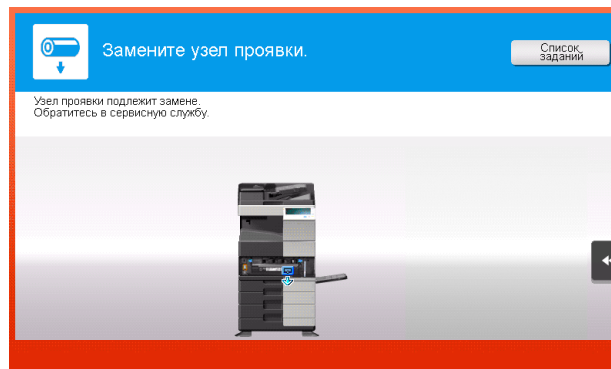 Замените узел проявки.
Список
заданий
Узел проявки подлежит замене.
Обратитесь в сервисную службу.